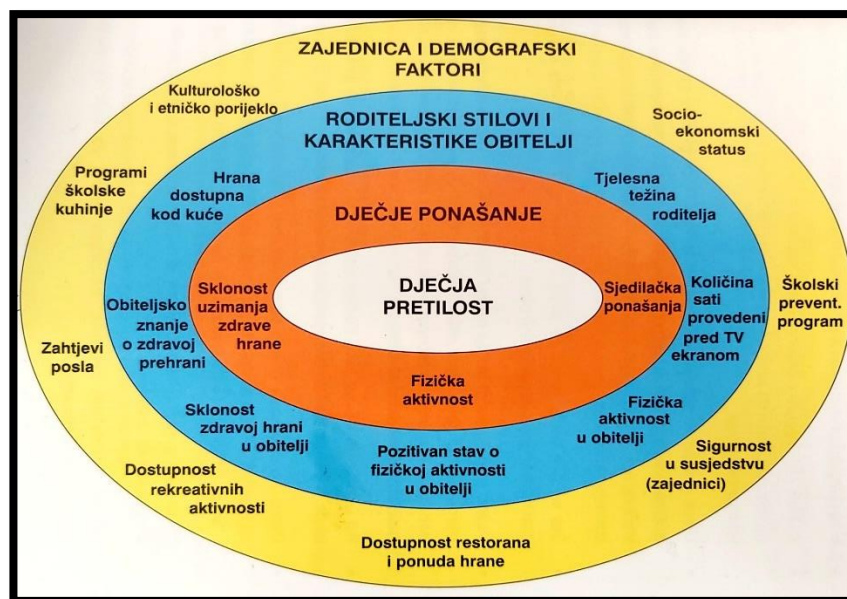 ZAJEDNICA I DEMOGRAFSKI
FAKTORI
Kulturološko
i etničko porijeklo
Socio-
ekonomski
status
Programi
školske
kuhinje
Školski
prevent.
program
Zahtjevi
posla
Sigurnost
u susjedstvu
(zajednici)
Dostupnost
rekreativnih
aktivnosti
Dostupnost restorana
i ponuda hrane
RODITELJSKI STILOVI I
KARAKTERISTIKE OBITELJI
Hrana
dostupna
kod kuće
Tjelesna
težina
roditelja
Obiteljsko
znanje
o zdravoj
prehrani
Količina
sati
provedeni
pred TV
ekranom
Sklonost
zdravoj hrani
u obitelji
Fizička
aktivnost
u obitelji
Pozitivan stav o
fizičkoj aktivnosti
u obitelji
DJEČJE PONAŠANJE
Sklonost
uzimanja
zdrave
hrane
Sjedilačka
ponašanja
Fizička
aktivnost
DJEČJA
PRETILOST